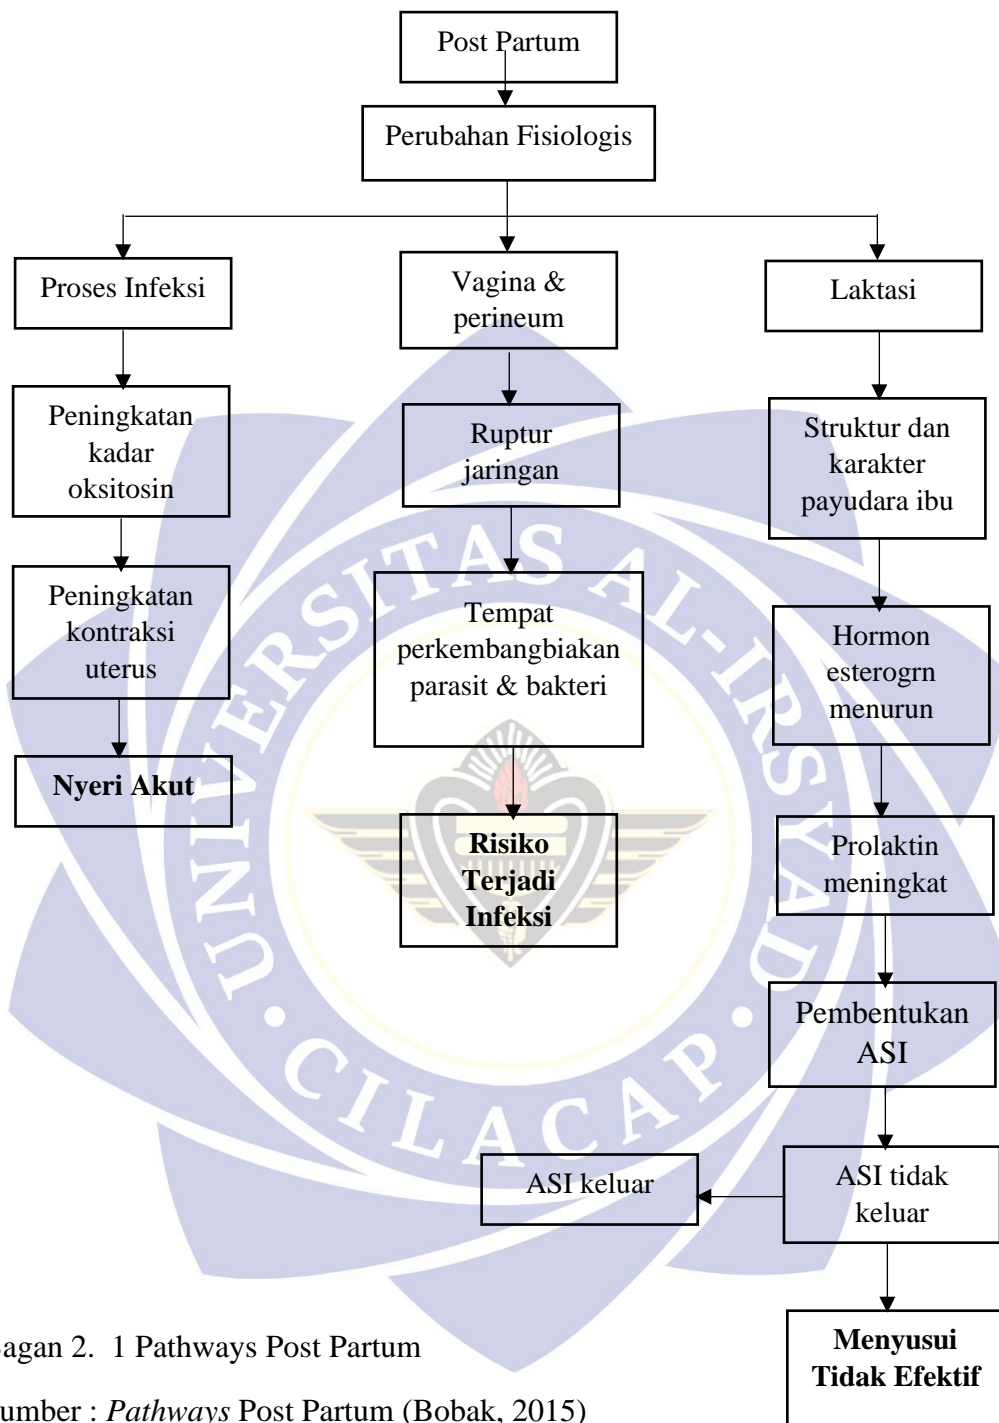 Post Partum
Perubahan Fisiologis
Proses Infeksi
Vagina &
perineum
Laktasi
Peningkatan
kadar
oksitosin
Ruptur
jaringan
Struktur dan
karakter
payudara ibu
Peningkatan
kontraksi
uterus
Tempat
perkembangbiakan
parasit & bakteri
Hormon
esterogrn
menurun
Nyeri Akut
Risiko
Terjadi
Infeksi
Prolaktin
meningkat
Pembentukan
ASI
ASI keluar
ASI tidak
keluar
Menyusui
Tidak Efektif
UNIVERSITAS AL-IRSYAD
CILACAP
Bagan 2. 1 Pathways Post Partum
umber : Pathways Post Partum (Bobak, 2015)